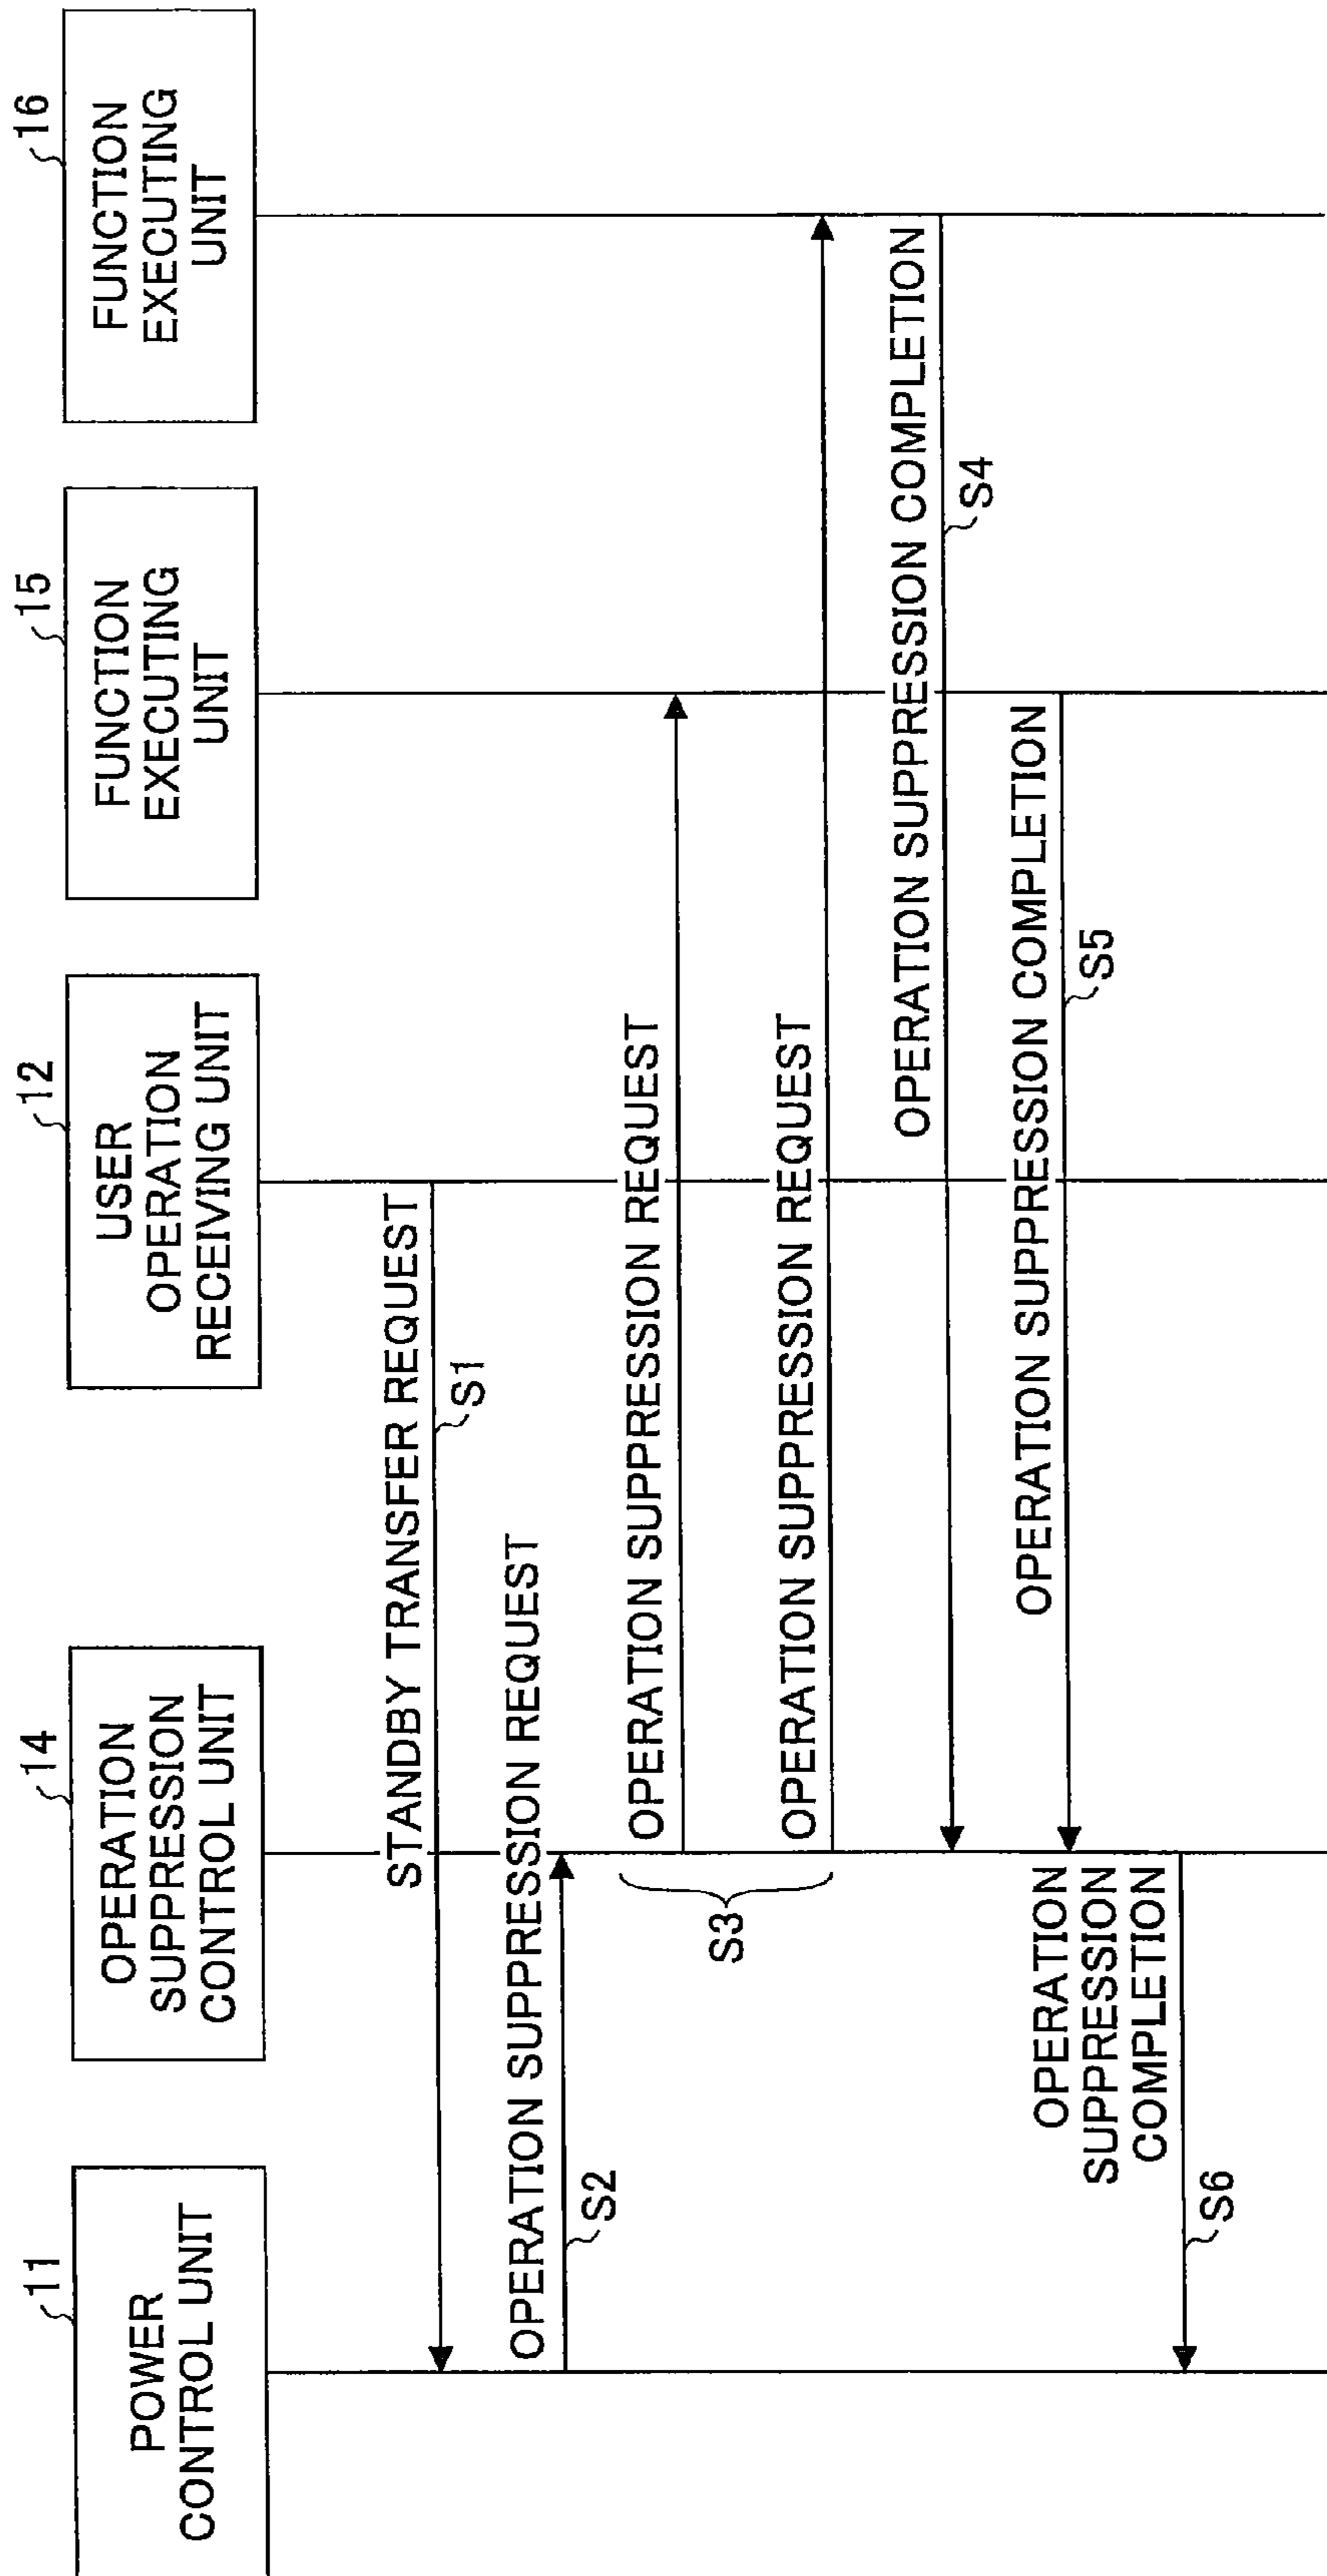 11
POWER
CONTROL UNIT
14
OPERATION
SUPPRESSION
CONTROL UNIT
12
USER
OPERATION
RECEIVING UNIT
15
FUNCTION
EXECUTING
UNIT
16
FUNCTION
EXECUTING
UNIT
STANDBY TRANSFER REQUEST
S1
OPERATION SUPPRESSION REQUEST
S2
OPERATION SUPPRESSION REQUEST
S3
OPERATION SUPPRESSION REQUEST
OPERATION SUPPRESSION COMPLETION
S4
OPERATION SUPPRESSION COMPLETION
S5
OPERATION
SUPPRESSION
COMPLETION
S6